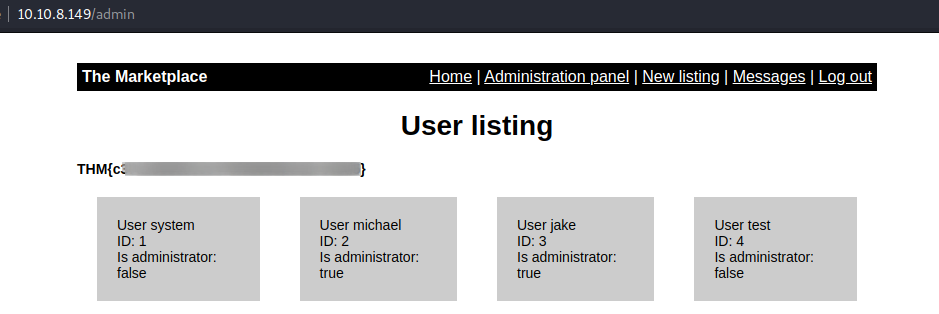 10.10.8.149/admin
The Marketplace Home | Administration panel | New listing | Messages | Log out
User listing
THM{c3 }
User system
ID: 1
Is administrator:
false
User michael
ID: 2
Is administrator:
true
User jake
ID: 3
Is administrator:
true
User test
ID: 4
Is administrator:
false